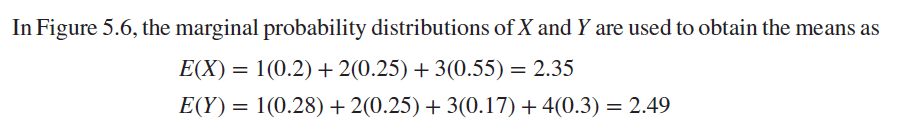 In Figure 5.6, the marginal probability distributions of X and Y are used to obtain the means as
E(X) = 1(0.2) + 2(0.25) + 3(0.55) = 2.35
E(Y) = 1(0.28) + 2(0.25) + 3(0.17) + 4(0.3) = 2.49